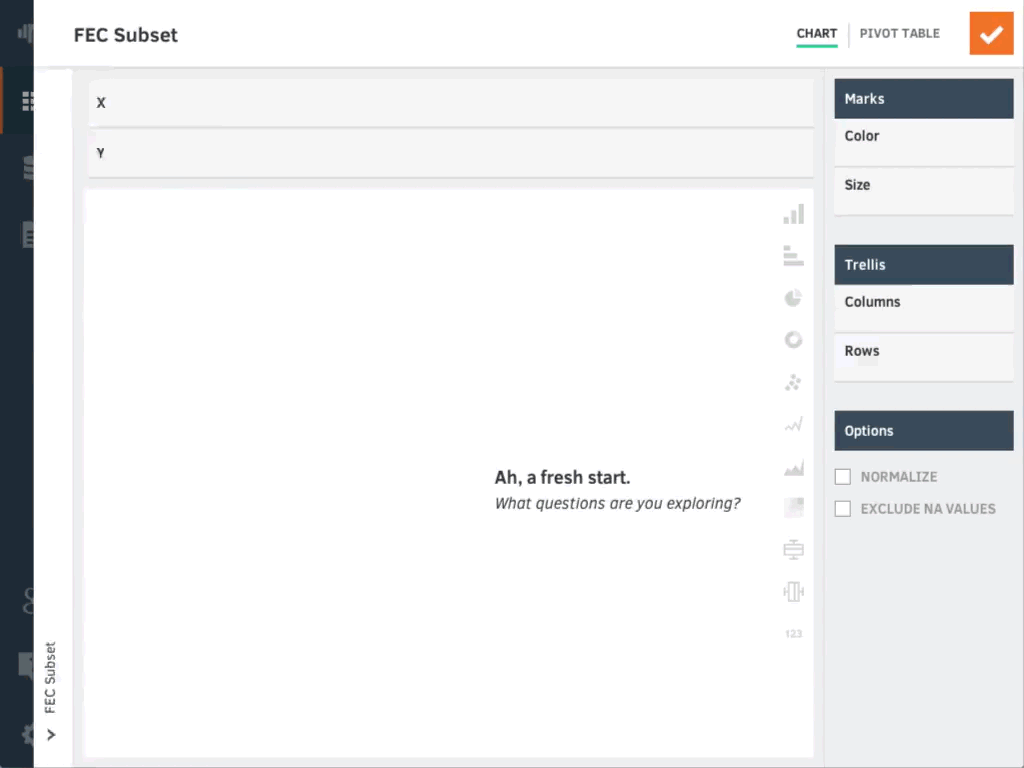 FEC Subset
CHART
PIVOT TABLE
X
Y
Marks
Color
Size
Trellis
Columns
Rows
Options
NORMALIZE
EXCLUDE NA VALUES
Ah, a fresh start.
What questions are you exploring?
123
FEC Subset